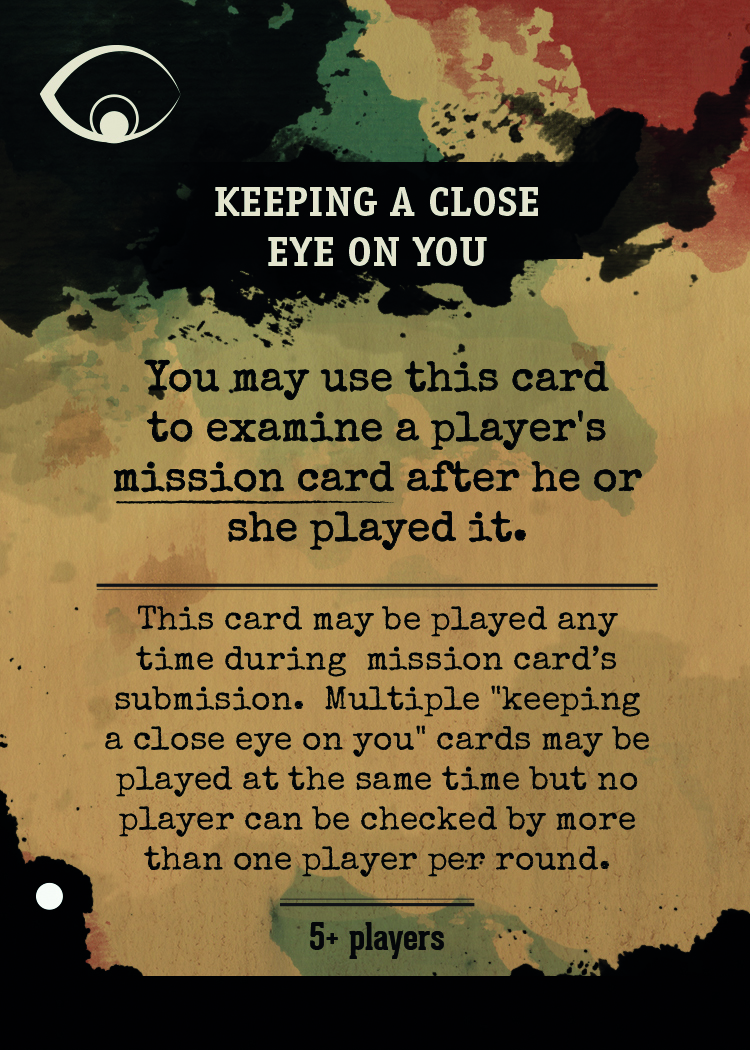 KEEPING A CLOSE
EYE ON YOU
You may use this card
to examine a player's
mission card after he or
she played it.
This card may be played any
time during  mission card’s
submision.  Multiple "keeping
a close eye on you" cards may be
played at the same time but no
player can be checked by more
than one player per round.
5+ players